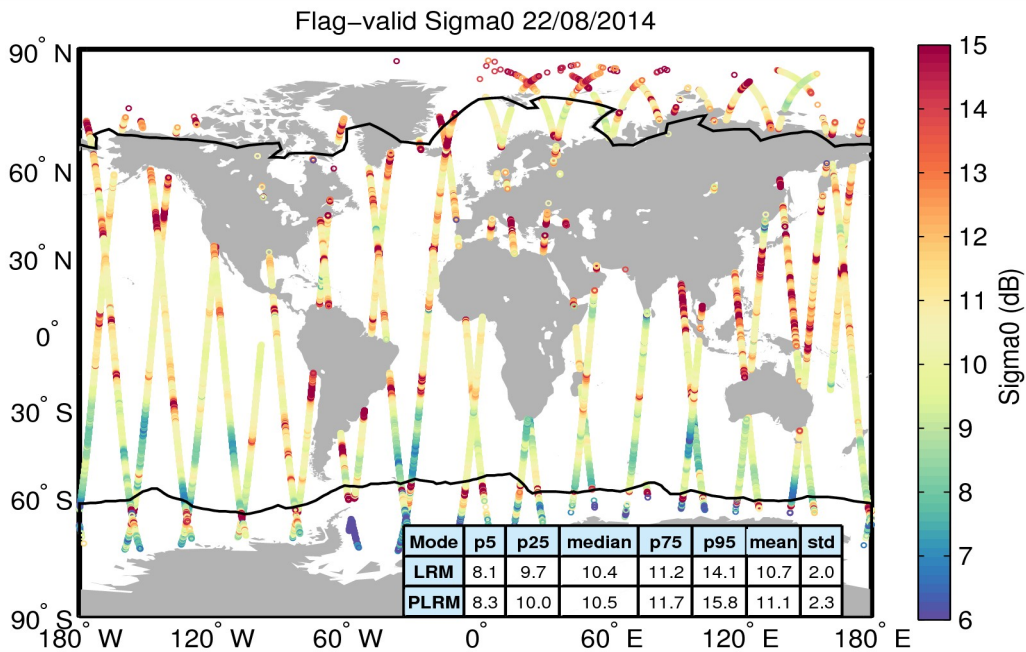 Flag−valid Sigma0 22/08/2014
90° N
60° N
30° N
0°
30° S
60° S
90° S
180° W
120° W
60° W
0°
60° E
120° E
180° E
15
14
13
12
11
10
9
8
7
6
Sigma0 (dB)
Mode p5 p25 median p75 p95 mean std
LRM 8.1 9.7 10.4 11.2 14.1 10.7 2.0
PLRM 8.3 10.0 10.5 11.7 15.8 11.1 2.3